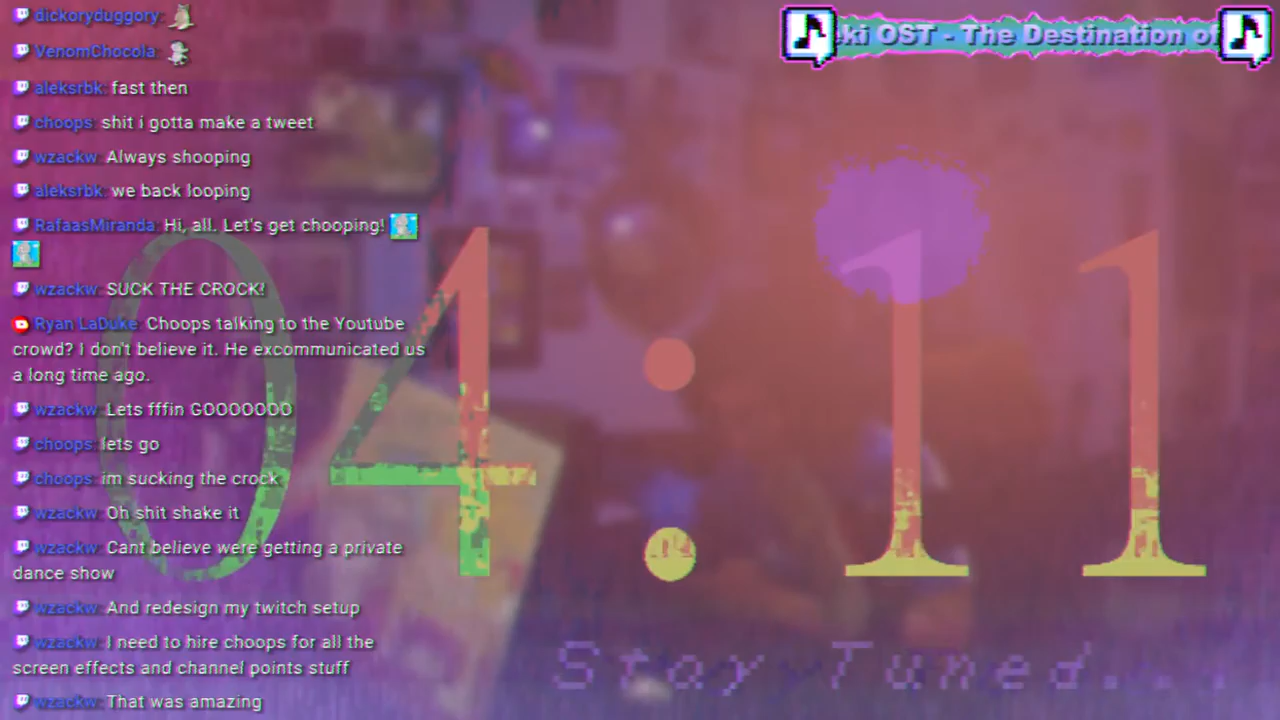 dickoryduggory:
VenomChocola:
aleksrbk: fast then
choops: shit i gotta make a tweet
wzackw: Always shooping
aleksrbk: we back looping
RafaasMiranda: Hi, all. Let's get chooping!
wzackw: SUCK THE CROCK!
Ryan LaDuke: Choops talking to the Youtube
crowd? I don't believe it. He excommunicated us
a long time ago.
wzackw: Lets fffin GOOOOOOO
choops: lets go
choops: im sucking the crock
wzackw: Oh shit shake it
wzackw: Cant believe were getting a private
dance show
wzackw: And redesign my twitch setup
wzackw: I need to hire choops for all the
screen effects and channel points stuff
wzackw: That was amazing
eki OST - The Destination of
04:11
Stay Tuned...